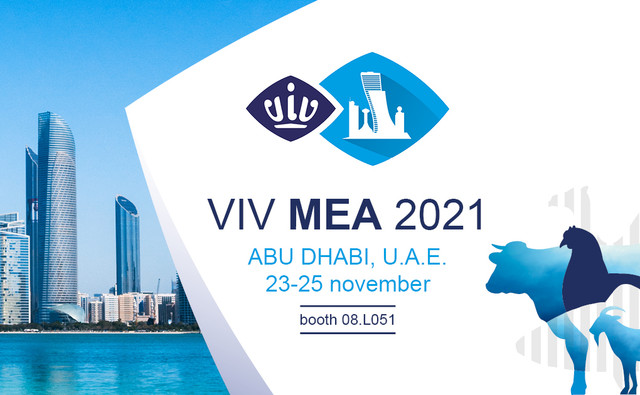 viv
VIV MEA 2021
ABU DHABI, U.A.E.
23-25 november
booth 08.L051